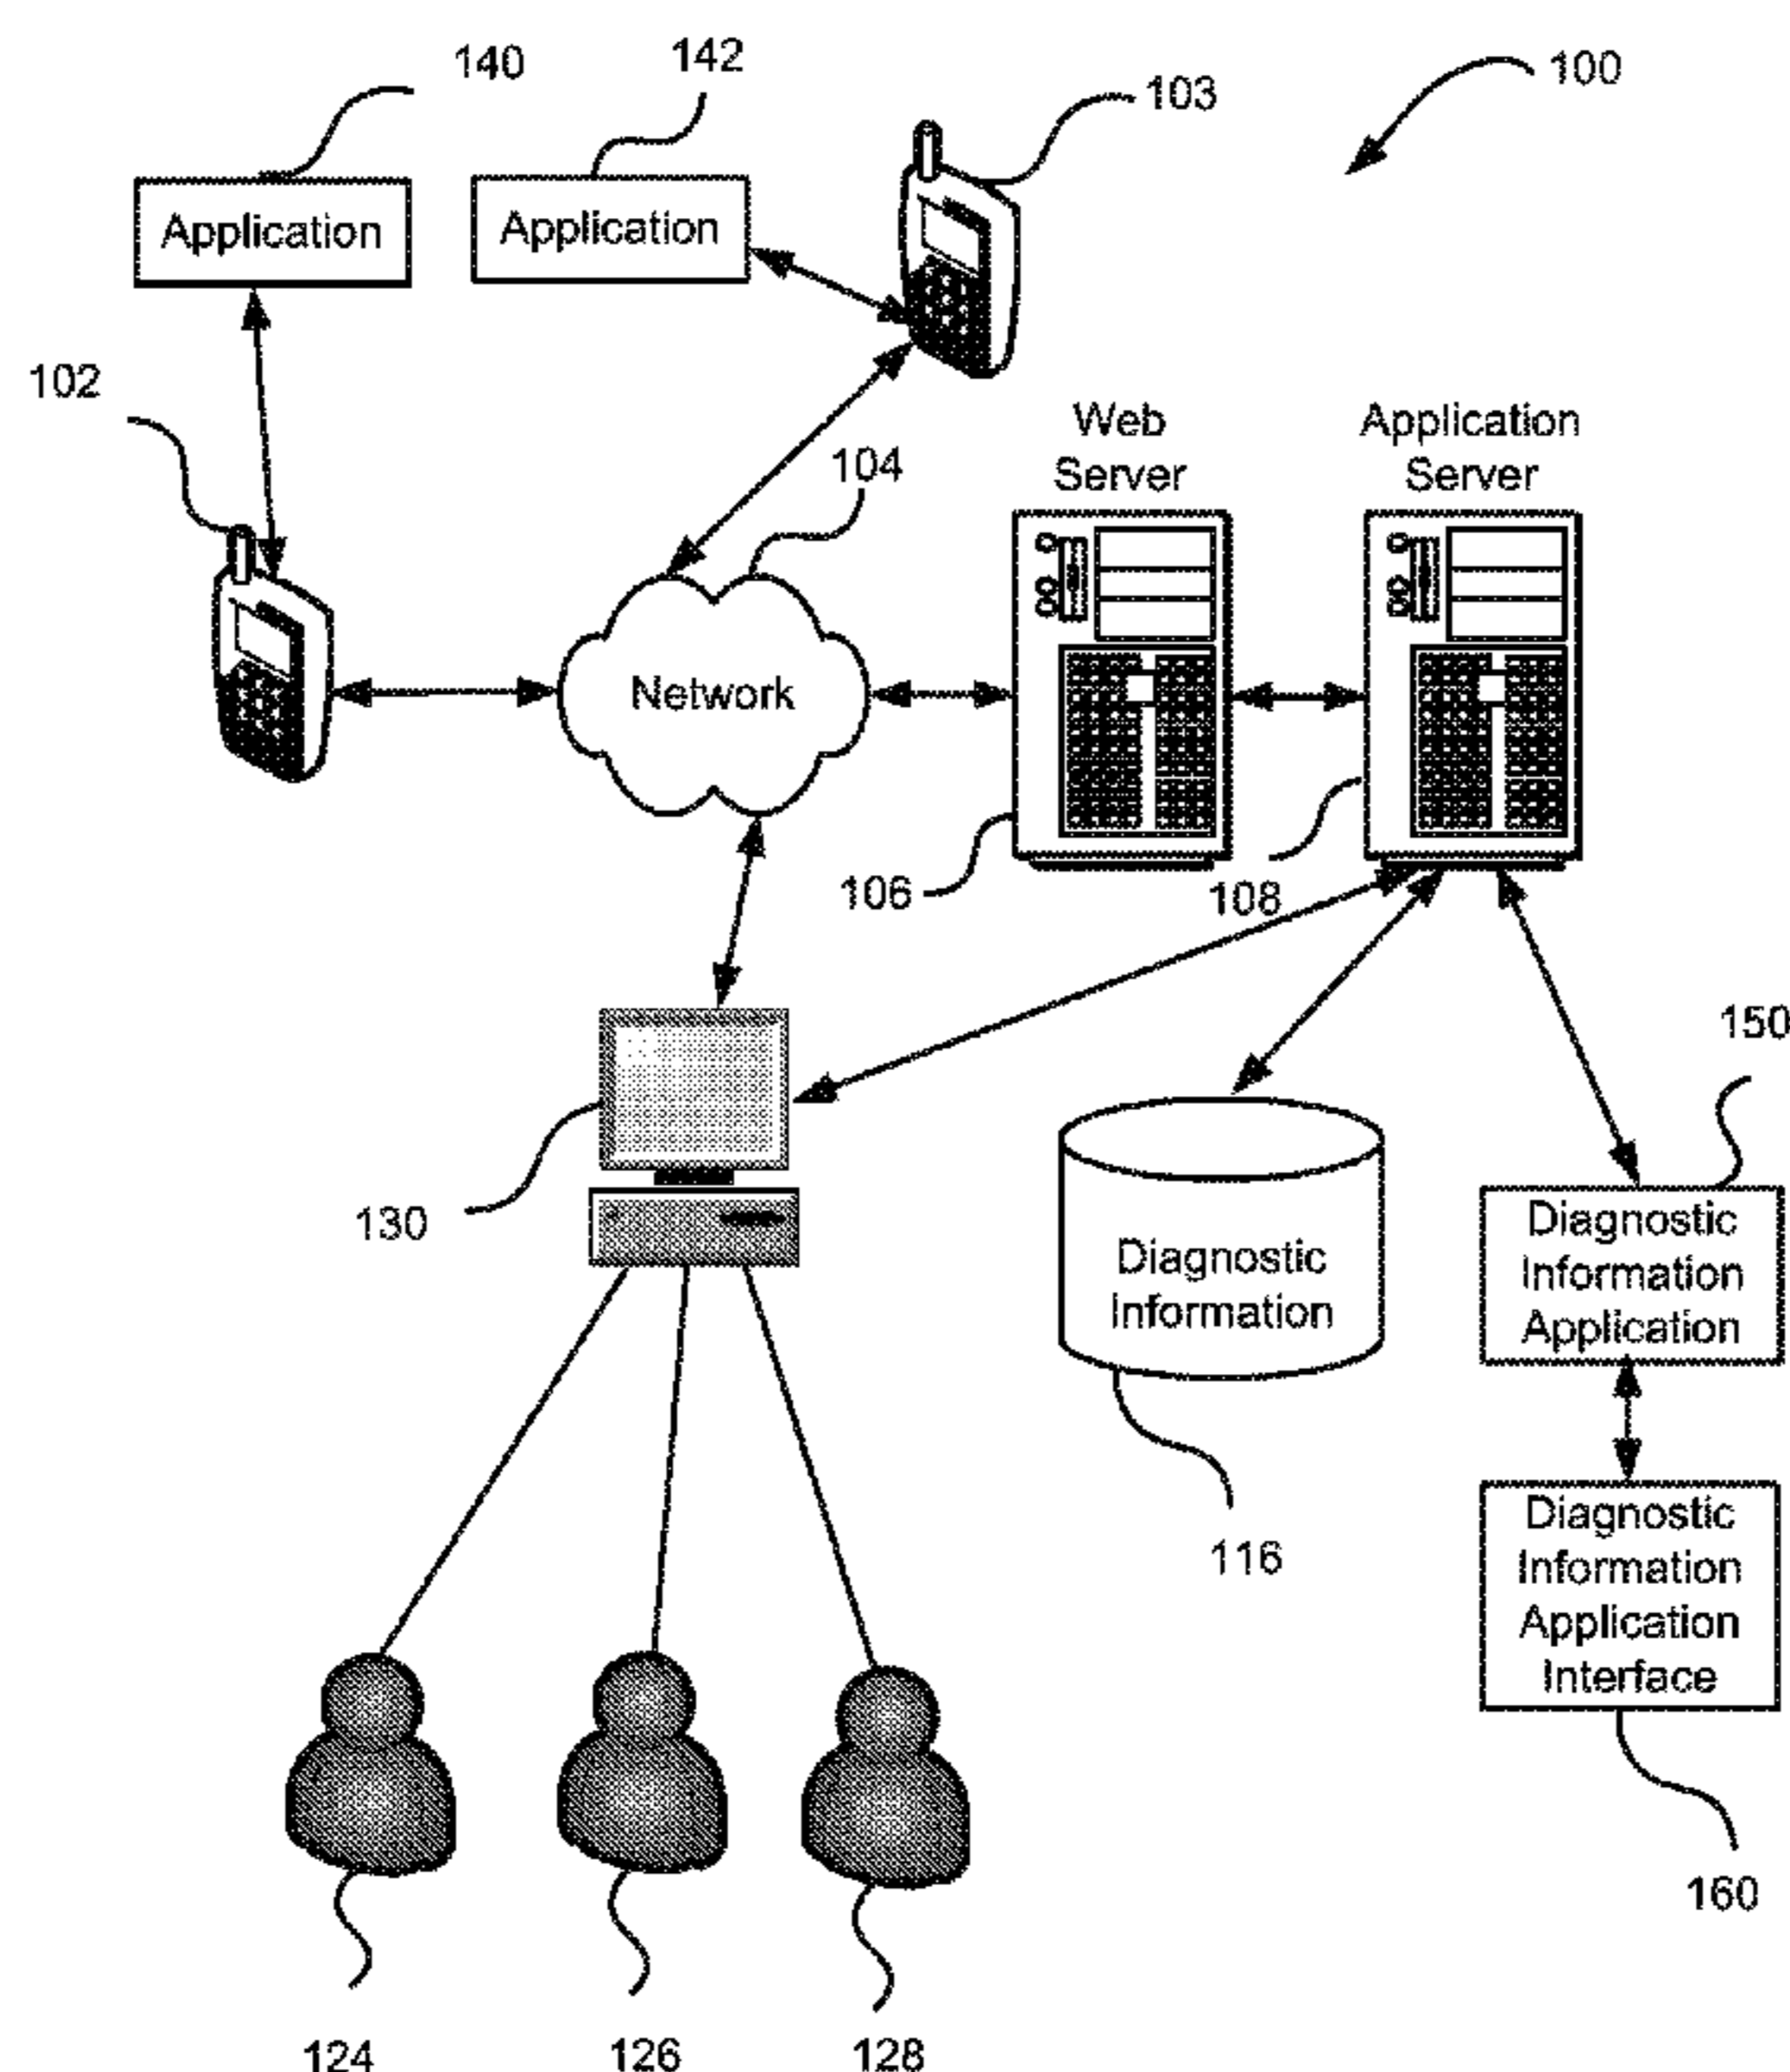 140
142
103
100
Application
Application
102
Web
Server
Application
Server
104
Network
106
108
150
130
Diagnostic
Information
Diagnostic
Information
Application
116
Diagnostic
Information
Application
Interface
160
124
126
128